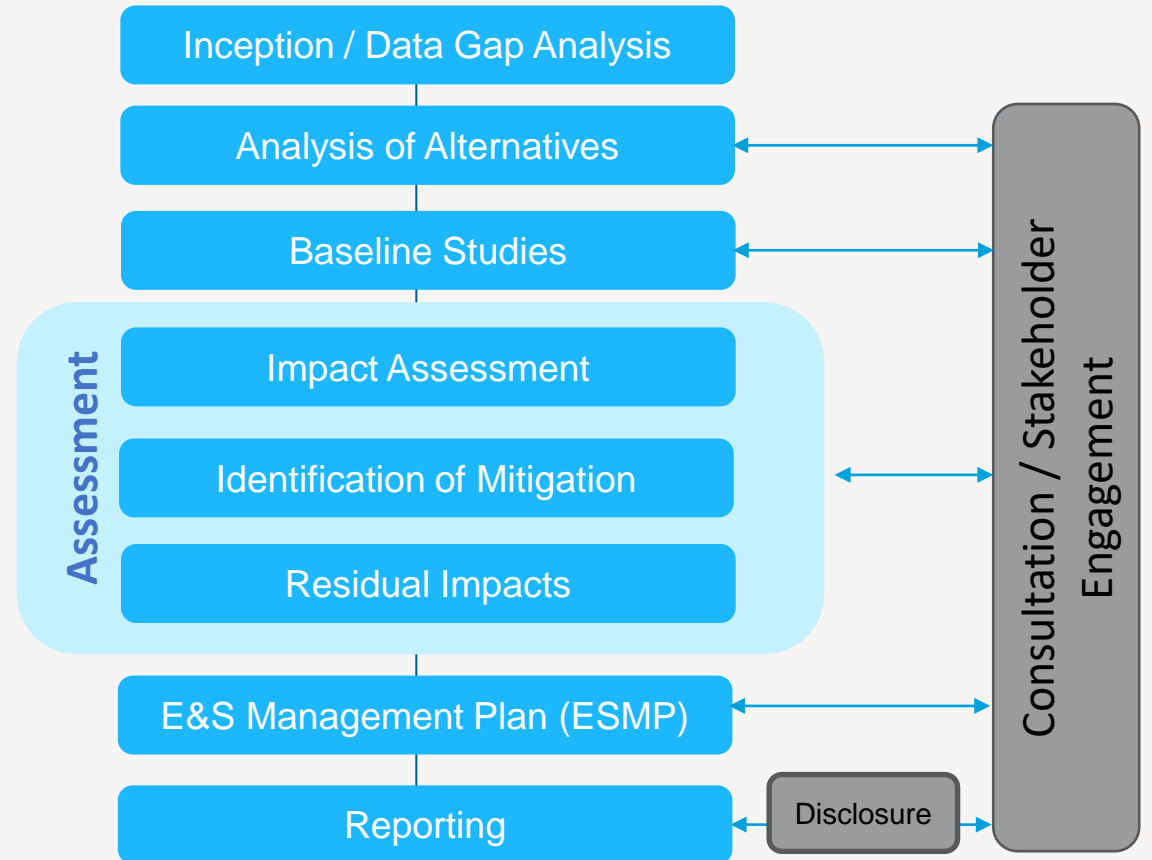 Inception / Data Gap Analysis
Analysis of Alternatives
Baseline Studies
Assessment
Impact Assessment
Identification of Mitigation
Residual Impacts
E&S Management Plan (ESMP)
Reporting
Disclosure
Consultation / Stakeholder
Engagement